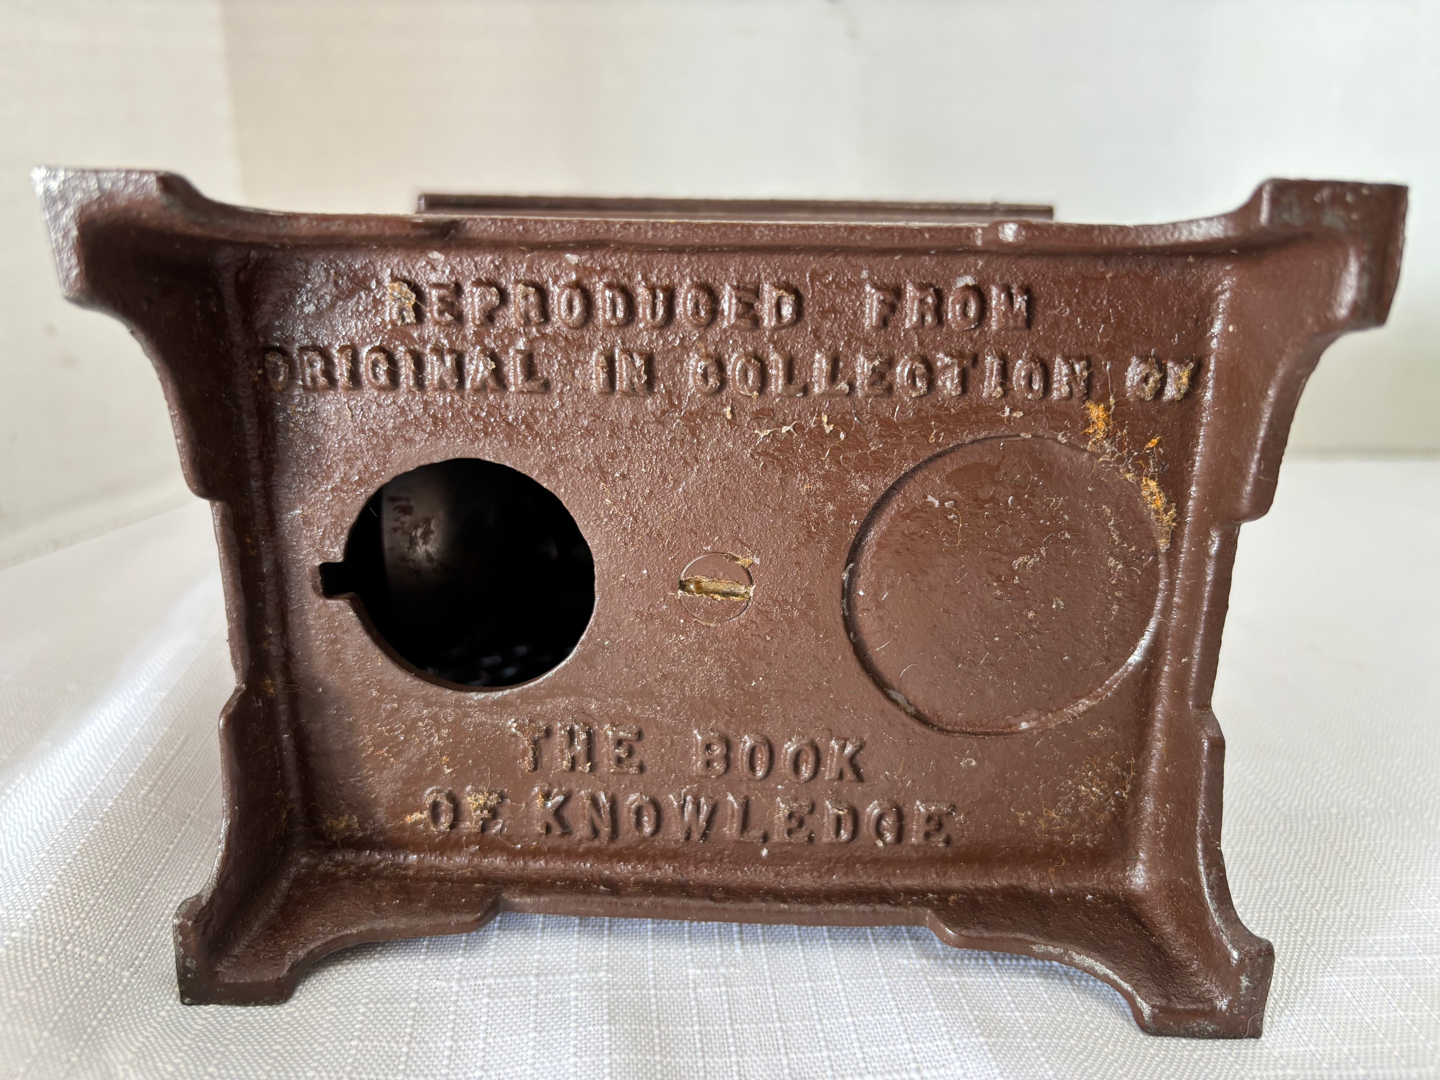 REPRODUCED FROM
ORIGINAL IN COLLECTION OF
THE BOOK
OF KNOWLEDGE